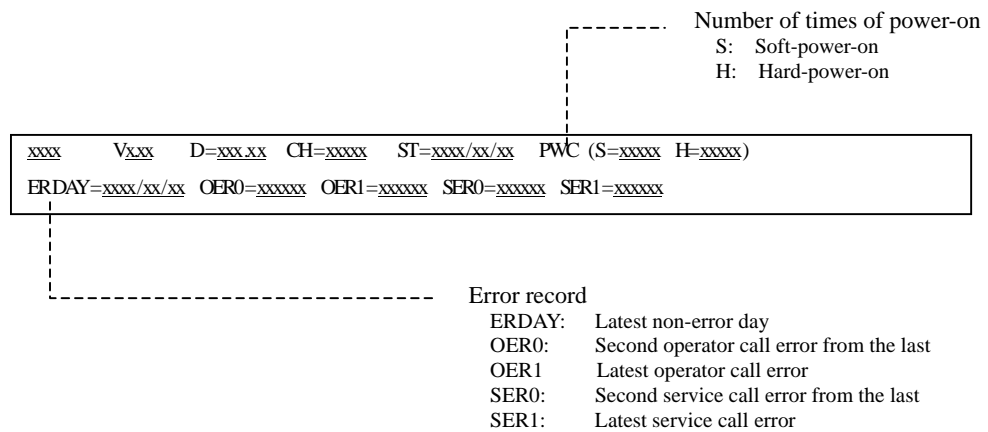 Number of times of power-on
S: Soft-power-on
H: Hard-power-on
xxxx Vx.xx D=xxx.xx CH=xxxxx ST=xxxx/xx/xx PWC (S=xxxxx H=xxxxx)
ERDAY=xxxx/xx/xx OER0=xxxxxx OER1=xxxxxx SER0=xxxxxx SER1=xxxxxx
Error record
ERDAY: Latest non-error day
OER0: Second operator call error from the last
OER1 Latest operator call error
SER0: Second service call error from the last
SER1: Latest service call error